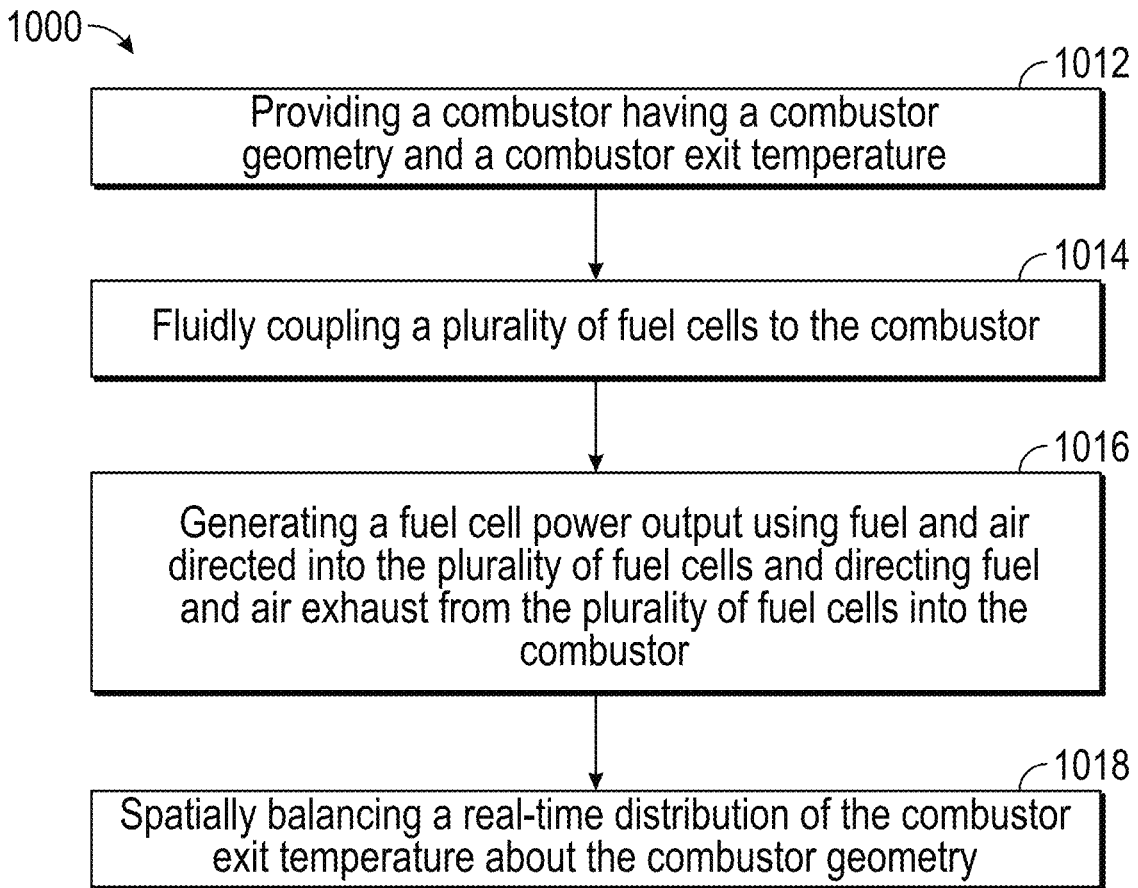 1000
1012
Providing a combustor having a combustor
geometry and a combustor exit temperature
1014
Fluidly coupling a plurality of fuel cells to the combustor
1016
Generating a fuel cell power output using fuel and air
directed into the plurality of fuel cells and directing fuel
and air exhaust from the plurality of fuel cells into the
combustor
1018
Spatially balancing a real-time distribution of the combustor
exit temperature about the combustor geometry